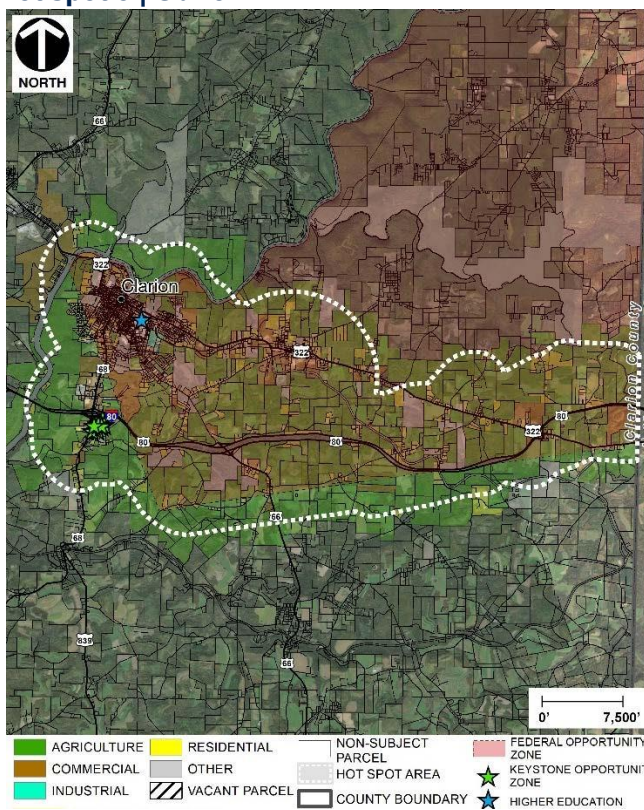 NORTH
66
322
Clarion
322
68
80
80
80
80
322
Clarion County
66
68
839
66
0' 7,500'
AGRICULTURE
COMMERCIAL
INDUSTRIAL
RESIDENTIAL
OTHER
VACANT PARCEL
NON-SUBJECT
PARCEL
HOT SPOT AREA
COUNTY BOUNDARY
FEDERAL OPPORTUNITY
ZONE
KEYSTONE OPPORTUNITY
ZONE
HIGHER EDUCATION